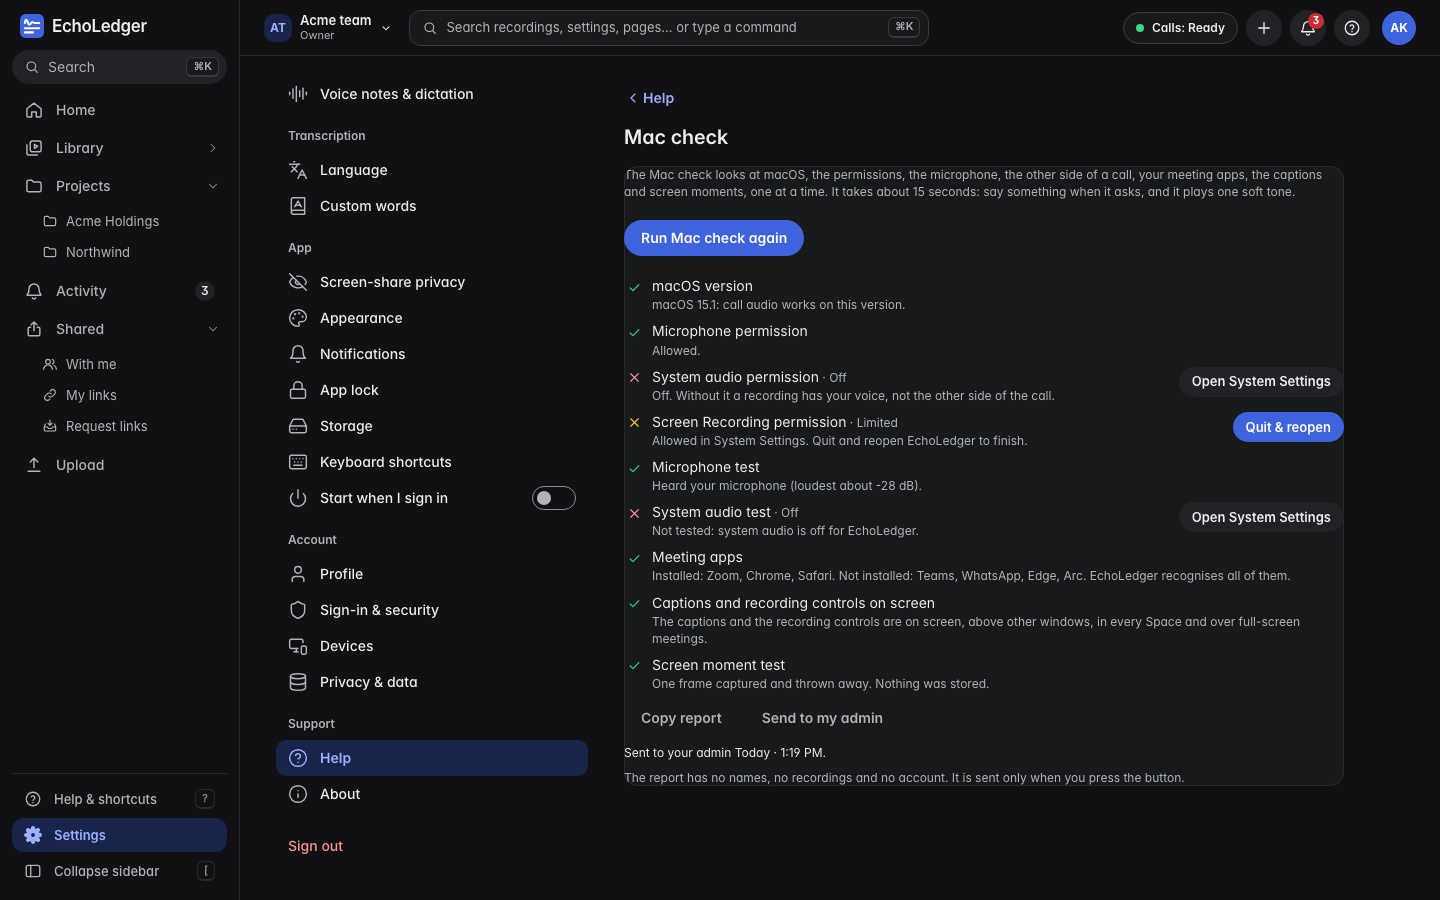 EchoLedger
Search ⌘K
Home
Library
Projects
Acme Holdings
Northwind
Activity 3
Shared
With me
My links
Request links
Upload
Help & shortcuts ?
Settings
Collapse sidebar [
AT
Acme team
Owner
Search recordings, settings, pages... or type a command ⌘K
Calls: Ready
3
AK
Voice notes & dictation
Transcription
Language
Custom words
App
Screen-share privacy
Appearance
Notifications
App lock
Storage
Keyboard shortcuts
Start when I sign in
Account
Profile
Sign-in & security
Devices
Privacy & data
Support
Help
About
Sign out
Help
Mac check
The Mac check looks at macOS, the permissions, the microphone, the other side of a call, your meeting apps, the captions
and screen moments, one at a time. It takes about 15 seconds: say something when it asks, and it plays one soft tone.
Run Mac check again
macOS version
macOS 15.1: call audio works on this version.
Microphone permission
Allowed.
System audio permission · Off
Off. Without it a recording has your voice, not the other side of the call.
Open System Settings
Screen Recording permission · Limited
Allowed in System Settings. Quit and reopen EchoLedger to finish.
Quit & reopen
Microphone test
Heard your microphone (loudest about -28 dB).
System audio test · Off
Not tested: system audio is off for EchoLedger.
Open System Settings
Meeting apps
Installed: Zoom, Chrome, Safari. Not installed: Teams, WhatsApp, Edge, Arc. EchoLedger recognises all of them.
Captions and recording controls on screen
The captions and the recording controls are on screen, above other windows, in every Space and over full-screen
meetings.
Screen moment test
One frame captured and thrown away. Nothing was stored.
Copy report Send to my admin
Sent to your admin Today · 1:19 PM.
The report has no names, no recordings and no account. It is sent only when you press the button.